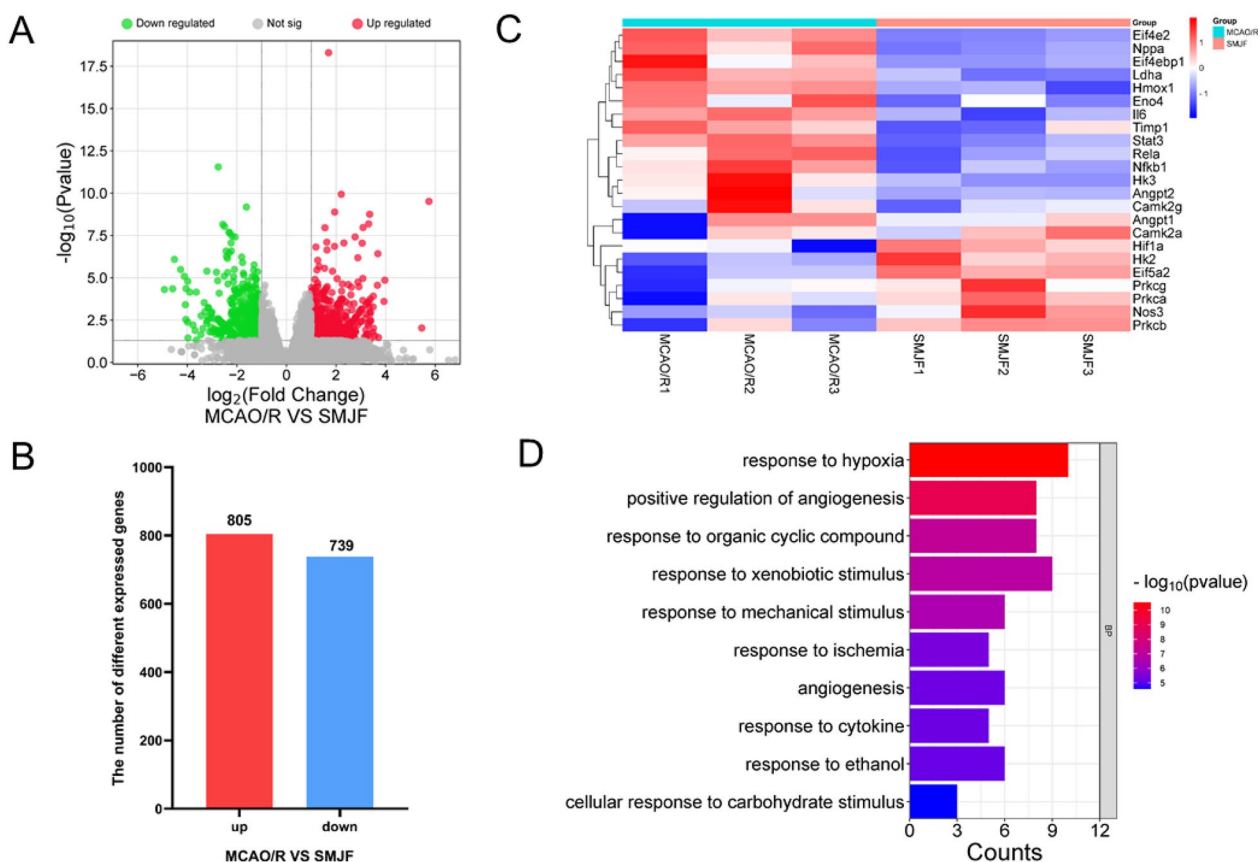 A
Down regulated
Not sig
Up regulated
17.5
15.0
12.5
10.0
7.5
5.0
2.5
0.0
-log10(Pvalue)
−6
−4
−2
0
2
4
6
log2(Fold Change)
MCAO/R VS SMJF
B
1000
800
600
400
200
0
The number of different expressed genes
805
739
up
down
MCAO/R VS SMJF
C
Group
Eif4e2
Nppa
Eif4ebp1
Ldha
Hmox1
Eno4
Il6
Timp1
Stat3
Rela
Nfkb1
Hk3
Angpt2
Camk2g
Angpt1
Camk2a
Hif1a
Hk2
Eif5a2
Prkcg
Prkca
Nos3
Prkcb
MCAO/R1
MCAO/R2
MCAO/R3
SMJF1
SMJF2
SMJF3
1
0
- 1
Group
MCAO/R
SMJF
D
response to hypoxia
positive regulation of angiogenesis
response to organic cyclic compound
response to xenobiotic stimulus
response to mechanical stimulus
response to ischemia
angiogenesis
response to cytokine
response to ethanol
cellular response to carbohydrate stimulus
0
3
6
9
12
Counts
BP
- log10(pvalue)
10
9
8
7
6
5